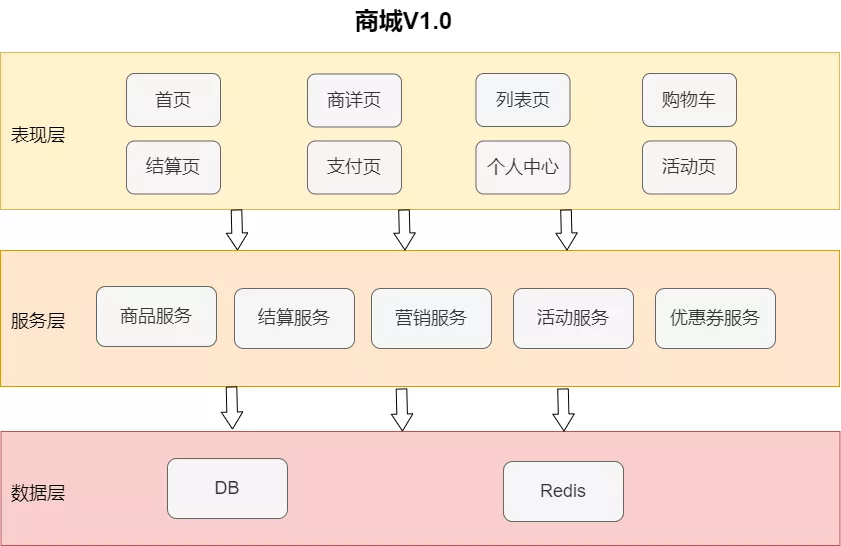 商城V1.0
表现层
首页 商详页 列表页 购物车
结算页 支付页 个人中心 活动页
服务层
商品服务 结算服务 营销服务 活动服务 优惠券服务
数据层
DB Redis